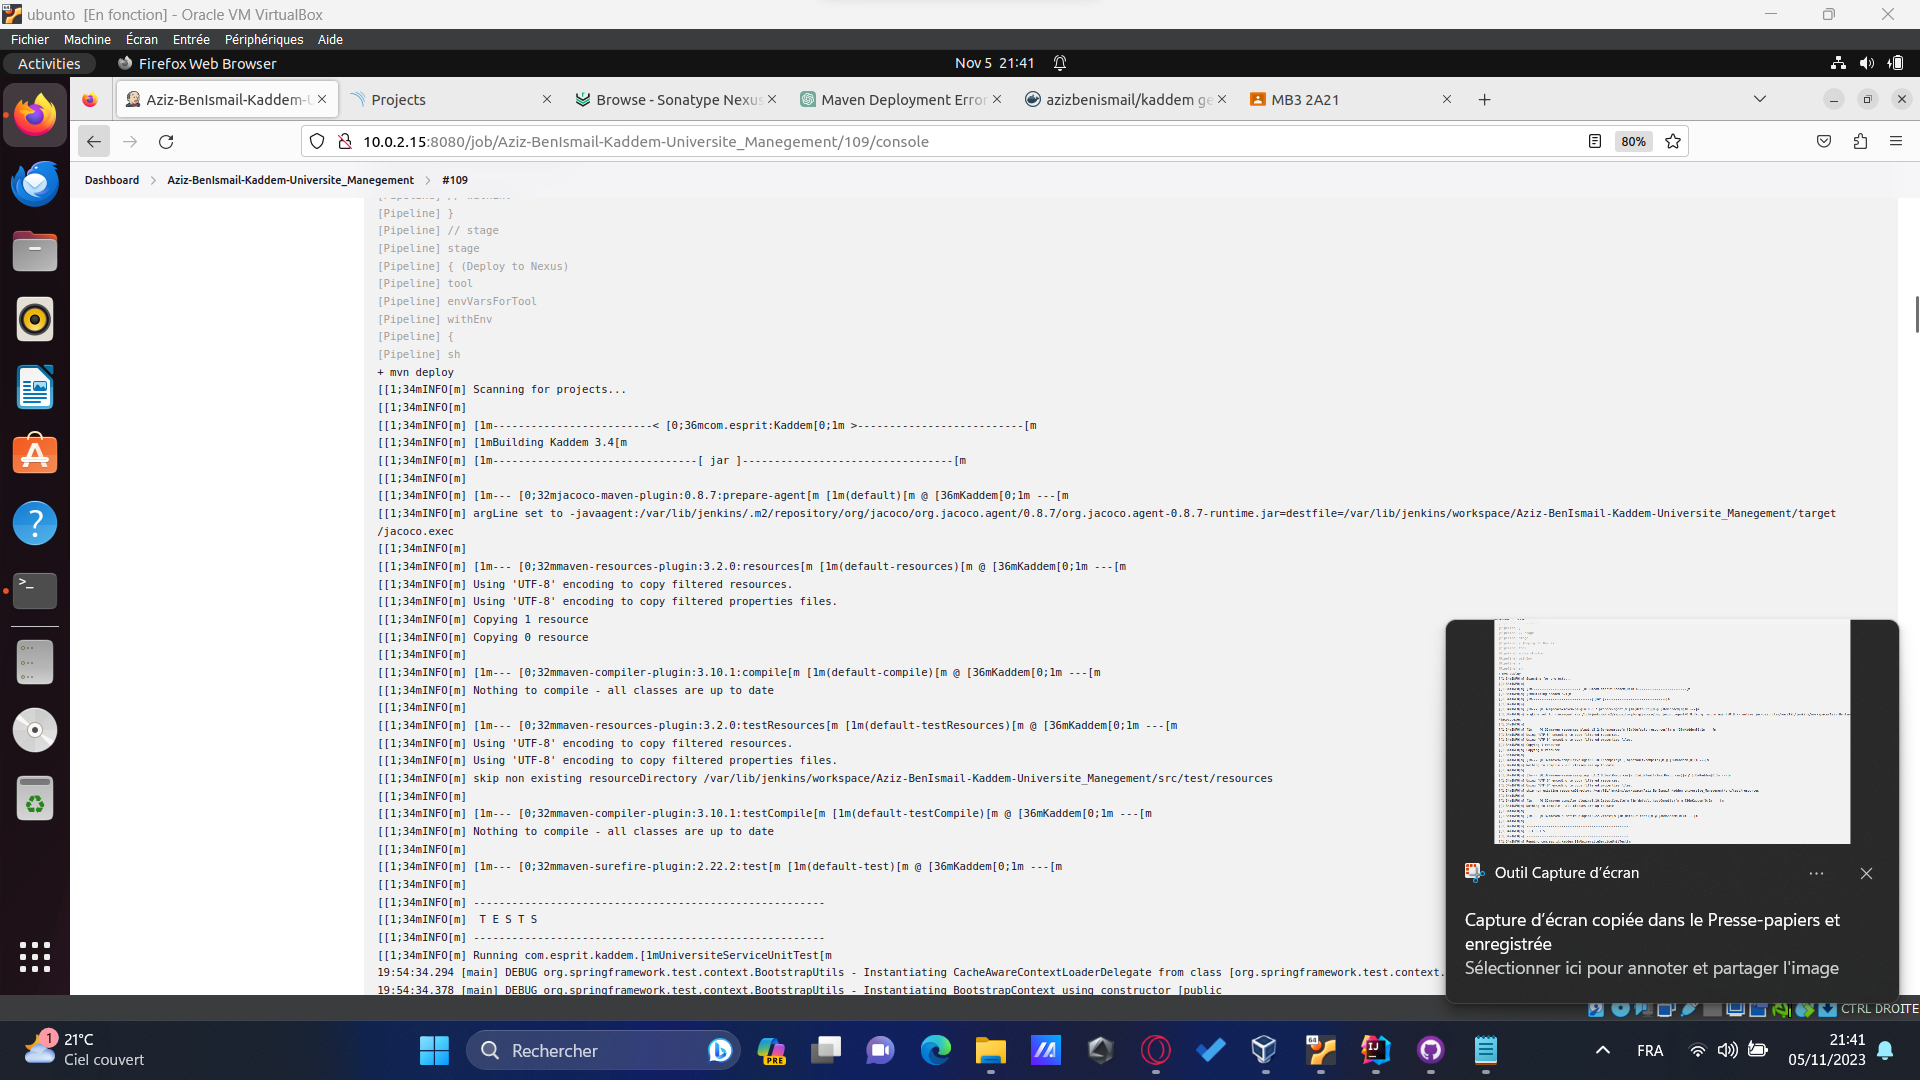 ubunto [En fonction] - Oracle VM VirtualBox
Fichier Machine Écran Entrée Périphériques Aide
Activities Firefox Web Browser Nov 5 21:41
Aziz-BenIsmail-Kaddem-U Projects Browse - Sonatype Nexus Maven Deployment Error azizbenismail/kaddem ge MB3 2A21
10.0.2.15:8080/job/Aziz-BenIsmail-Kaddem-Universite_Manegement/109/console 80%
Dashboard Aziz-BenIsmail-Kaddem-Universite_Manegement #109
[Pipeline] // withEnv
[Pipeline] }
[Pipeline] // stage
[Pipeline] stage
[Pipeline] { (Deploy to Nexus)
[Pipeline] tool
[Pipeline] envVarsForTool
[Pipeline] withEnv
[Pipeline] {
[Pipeline] sh
+ mvn deploy
[[1;34mINFO[m] Scanning for projects...
[[1;34mINFO[m]
[[1;34mINFO[m] [1m-------------------------< [0;36mcom.esprit:Kaddem[0;1m >--------------------------[m
[[1;34mINFO[m] [1mBuilding Kaddem 3.4[m
[[1;34mINFO[m] [1m--------------------------------[ jar ]---------------------------------[m
[[1;34mINFO[m]
[[1;34mINFO[m] [1m--- [0;32mjacoco-maven-plugin:0.8.7:prepare-agent[m [1m(default)[m @ [36mKaddem[0;1m ---[m
[[1;34mINFO[m] argLine set to -javaagent:/var/lib/jenkins/.m2/repository/org/jacoco/org.jacoco.agent/0.8.7/org.jacoco.agent-0.8.7-runtime.jar=destfile=/var/lib/jenkins/workspace/Aziz-BenIsmail-Kaddem-Universite_Manegement/target
/jacoco.exec
[[1;34mINFO[m]
[[1;34mINFO[m] [1m--- [0;32mmaven-resources-plugin:3.2.0:resources[m [1m(default-resources)[m @ [36mKaddem[0;1m ---[m
[[1;34mINFO[m] Using 'UTF-8' encoding to copy filtered resources.
[[1;34mINFO[m] Using 'UTF-8' encoding to copy filtered properties files.
[[1;34mINFO[m] Copying 1 resource
[[1;34mINFO[m] Copying 0 resource
[[1;34mINFO[m]
[[1;34mINFO[m] [1m--- [0;32mmaven-compiler-plugin:3.10.1:compile[m [1m(default-compile)[m @ [36mKaddem[0;1m ---[m
[[1;34mINFO[m] Nothing to compile - all classes are up to date
[[1;34mINFO[m]
[[1;34mINFO[m] [1m--- [0;32mmaven-resources-plugin:3.2.0:testResources[m [1m(default-testResources)[m @ [36mKaddem[0;1m ---[m
[[1;34mINFO[m] Using 'UTF-8' encoding to copy filtered resources.
[[1;34mINFO[m] Using 'UTF-8' encoding to copy filtered properties files.
[[1;34mINFO[m] skip non existing resourceDirectory /var/lib/jenkins/workspace/Aziz-BenIsmail-Kaddem-Universite_Manegement/src/test/resources
[[1;34mINFO[m]
[[1;34mINFO[m] [1m--- [0;32mmaven-compiler-plugin:3.10.1:testCompile[m [1m(default-testCompile)[m @ [36mKaddem[0;1m ---[m
[[1;34mINFO[m] Nothing to compile - all classes are up to date
[[1;34mINFO[m]
[[1;34mINFO[m] [1m--- [0;32mmaven-surefire-plugin:2.22.2:test[m [1m(default-test)[m @ [36mKaddem[0;1m ---[m
[[1;34mINFO[m]
[[1;34mINFO[m] -------------------------------------------------------
[[1;34mINFO[m]  T E S T S
[[1;34mINFO[m] -------------------------------------------------------
[[1;34mINFO[m] Running com.esprit.kaddem.[1mUniversiteServiceUnitTest[m
19:54:34.294 [main] DEBUG org.springframework.test.context.BootstrapUtils - Instantiating CacheAwareContextLoaderDelegate from class [org.springframework.test.context.
19:54:34.378 [main] DEBUG org.springframework.test.context.BootstrapUtils - Instantiating BootstrapContext using constructor [public
Outil Capture d'écran
Capture d'écran copiée dans le Presse-papiers et
enregistrée
Sélectionner ici pour annoter et partager l'image
CTRL DROITE
1
21°C
Ciel couvert
Rechercher
PRE
64
FRA
21:41
05/11/2023